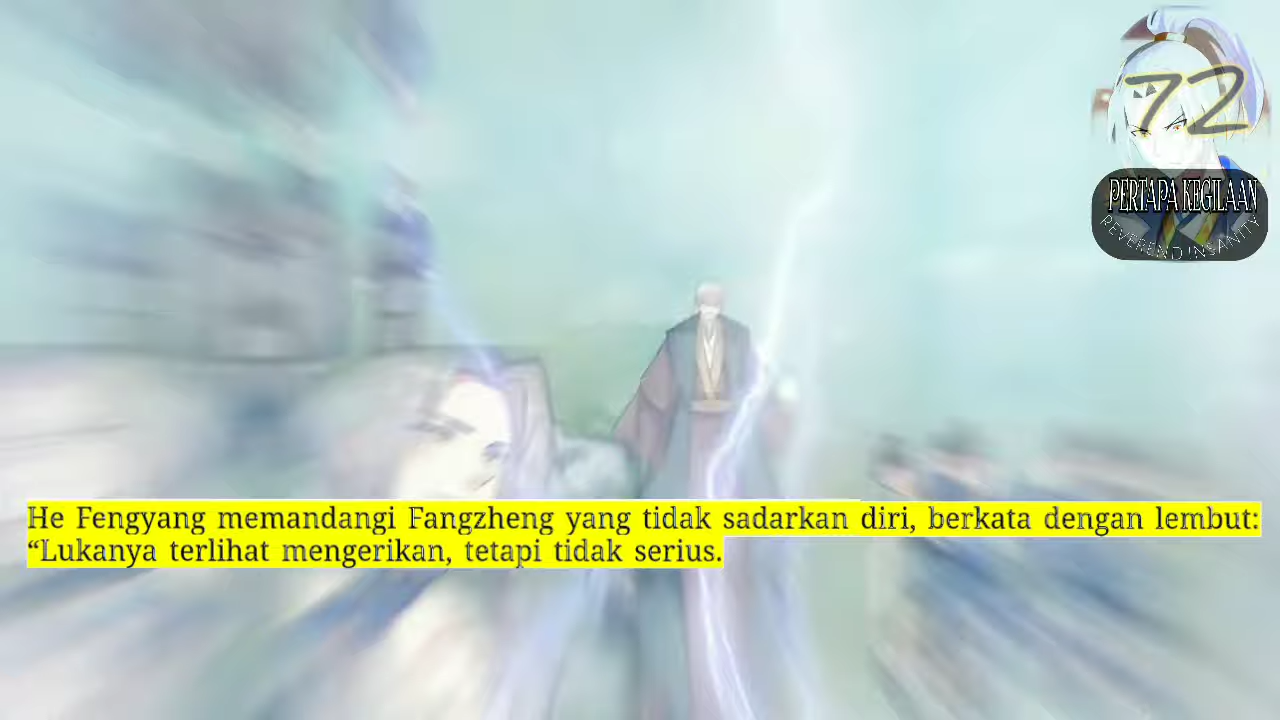 72
PERTAPA KEGILAAN
REVEREND INSANITY
He Fengyang memandangi Fangzheng yang tidak sadarkan diri, berkata dengan lembut:
“Lukanya terlihat mengerikan, tetapi tidak serius.